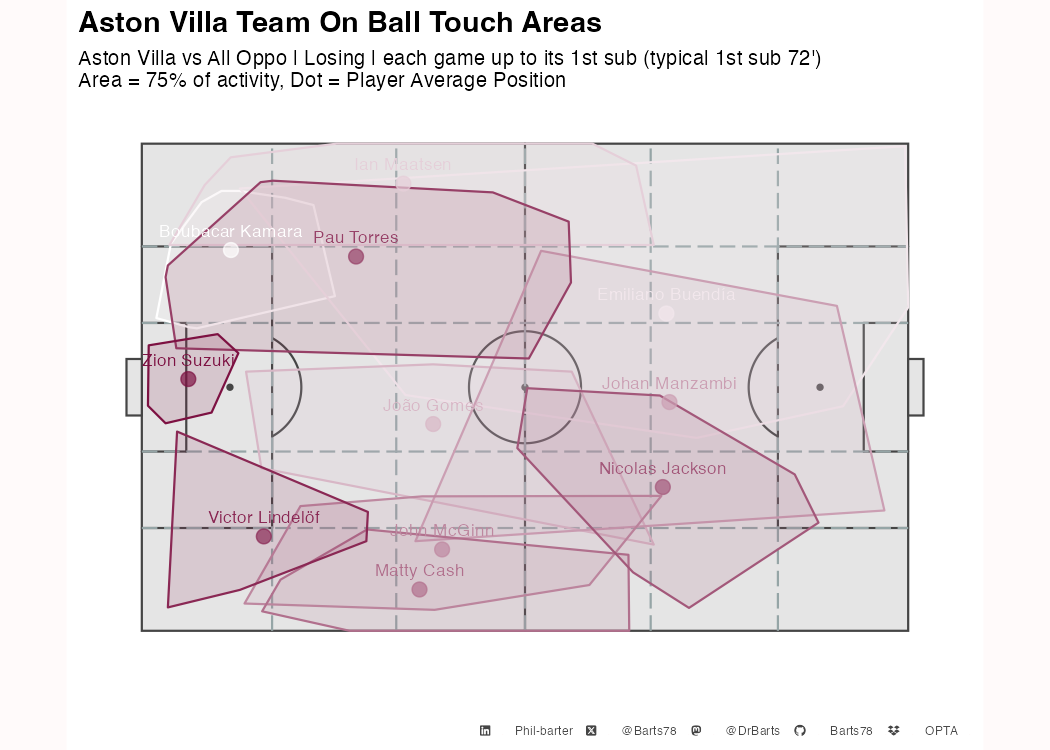 Aston Villa Team On Ball Touch Areas
Aston Villa vs All Oppo | Losing | each game up to its 1st sub (typical 1st sub 72')
Area = 75% of activity, Dot = Player Average Position
Ian Maatsen
Boubacar Kamara
Pau Torres
Emiliano Buendía
Zion Suzuki
Johan Manzambi
João Gomes
Nicolas Jackson
Victor Lindelöf
John McGinn
Matty Cash
Phil-barter @Barts78 @DrBarts Barts78 OPTA